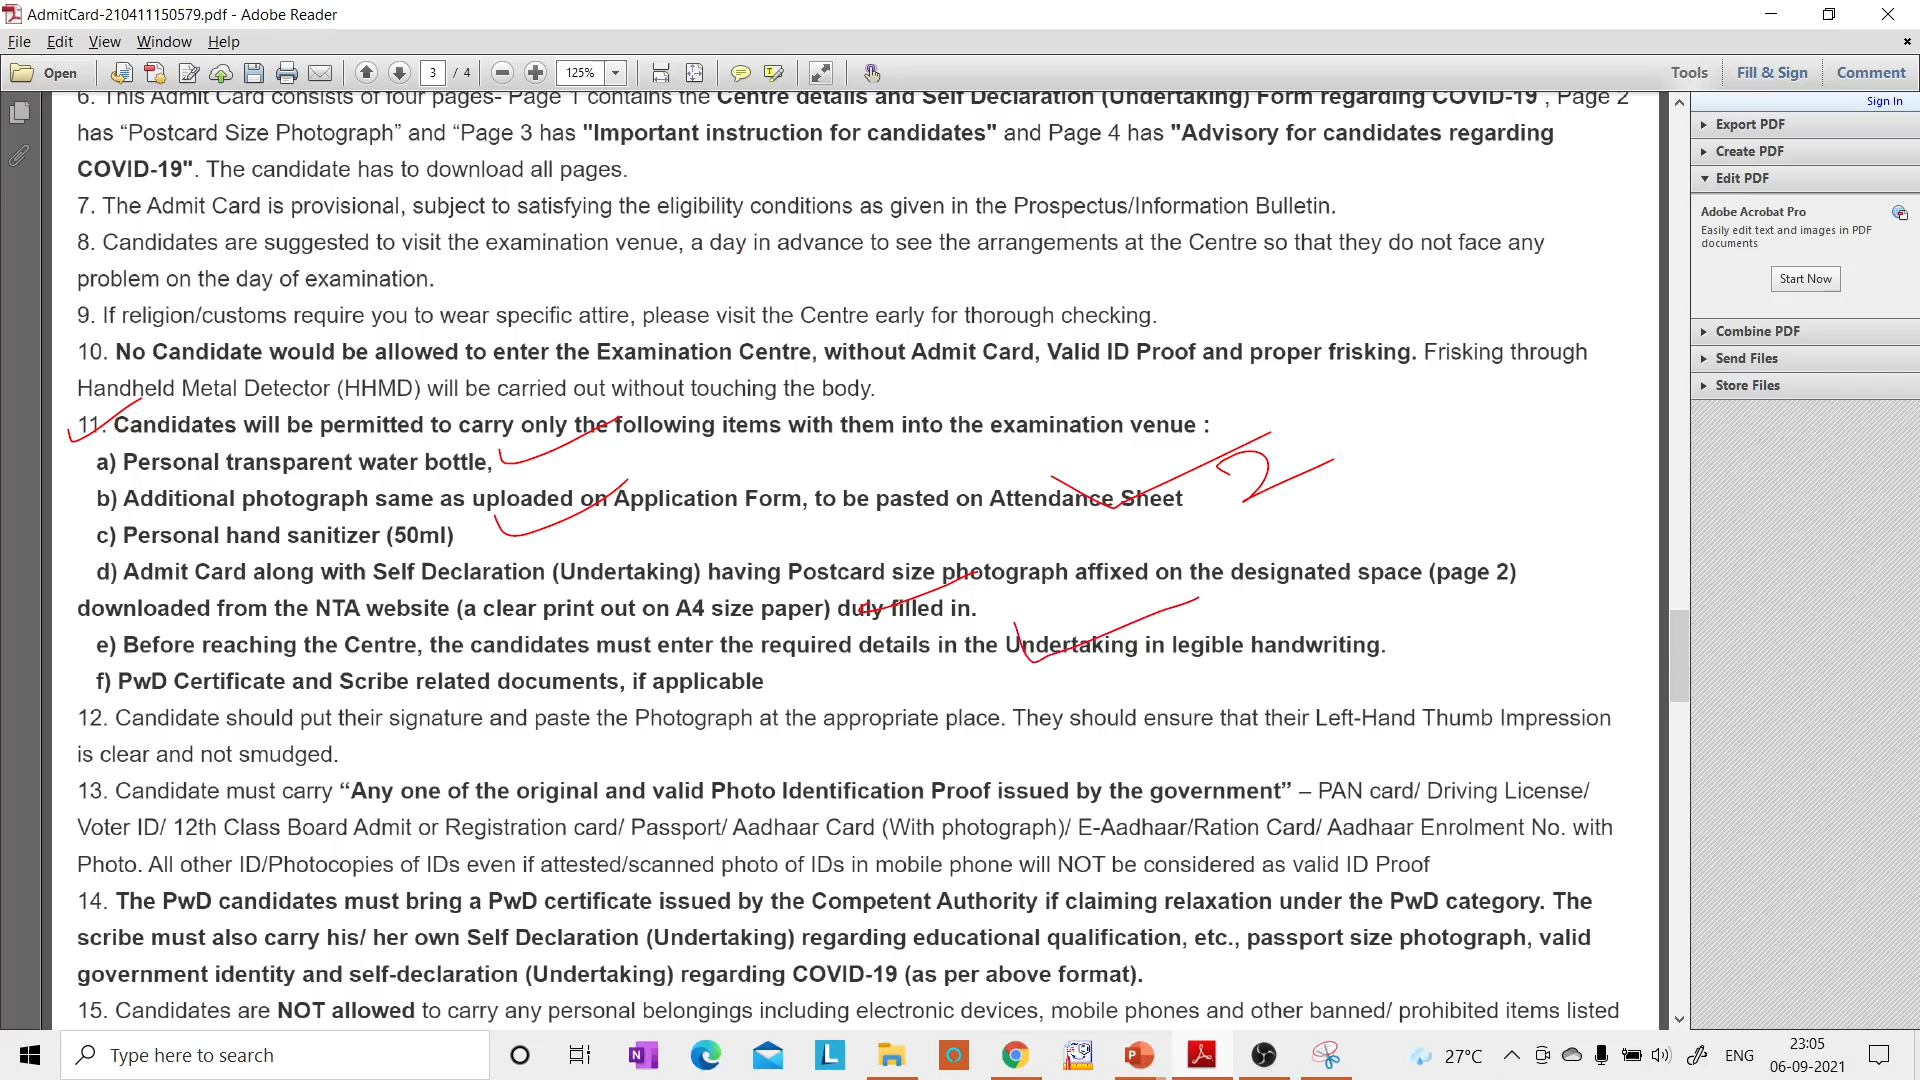 AdmitCard-210411150579.pdf - Adobe Reader
File Edit View Window Help
Open 3 / 4 125% Tools Fill & Sign Comment
Sign In
Export PDF
Create PDF
Edit PDF
Adobe Acrobat Pro
Easily edit text and images in PDF
documents
Start Now
Combine PDF
Send Files
Store Files
6. This Admit Card consists of four pages- Page 1 contains the Centre details and Self Declaration (Undertaking) Form regarding COVID-19", Page 2
has “Postcard Size Photograph” and “Page 3 has "Important instruction for candidates" and Page 4 has "Advisory for candidates regarding
COVID-19". The candidate has to download all pages.
7. The Admit Card is provisional, subject to satisfying the eligibility conditions as given in the Prospectus/Information Bulletin.
8. Candidates are suggested to visit the examination venue, a day in advance to see the arrangements at the Centre so that they do not face any
problem on the day of examination.
9. If religion/customs require you to wear specific attire, please visit the Centre early for thorough checking.
10. No Candidate would be allowed to enter the Examination Centre, without Admit Card, Valid ID Proof and proper frisking. Frisking through
Handheld Metal Detector (HHMD) will be carried out without touching the body.
11. Candidates will be permitted to carry only the following items with them into the examination venue :
a) Personal transparent water bottle,
b) Additional photograph same as uploaded on Application Form, to be pasted on Attendance Sheet
2
c) Personal hand sanitizer (50ml)
d) Admit Card along with Self Declaration (Undertaking) having Postcard size photograph affixed on the designated space (page 2)
downloaded from the NTA website (a clear print out on A4 size paper) duly filled in.
e) Before reaching the Centre, the candidates must enter the required details in the Undertaking in legible handwriting.
f) PwD Certificate and Scribe related documents, if applicable
12. Candidate should put their signature and paste the Photograph at the appropriate place. They should ensure that their Left-Hand Thumb Impression
is clear and not smudged.
13. Candidate must carry “Any one of the original and valid Photo Identification Proof issued by the government” – PAN card/ Driving License/
Voter ID/ 12th Class Board Admit or Registration card/ Passport/ Aadhaar Card (With photograph)/ E-Aadhaar/Ration Card/ Aadhaar Enrolment No. with
Photo. All other ID/Photocopies of IDs even if attested/scanned photo of IDs in mobile phone will NOT be considered as valid ID Proof
14. The PwD candidates must bring a PwD certificate issued by the Competent Authority if claiming relaxation under the PwD category. The
scribe must also carry his/ her own Self Declaration (Undertaking) regarding educational qualification, etc., passport size photograph, valid
government identity and self-declaration (Undertaking) regarding COVID-19 (as per above format).
15. Candidates are NOT allowed to carry any personal belongings including electronic devices, mobile phones and other banned/ prohibited items listed
Type here to search
27°C ENG
23:05
06-09-2021